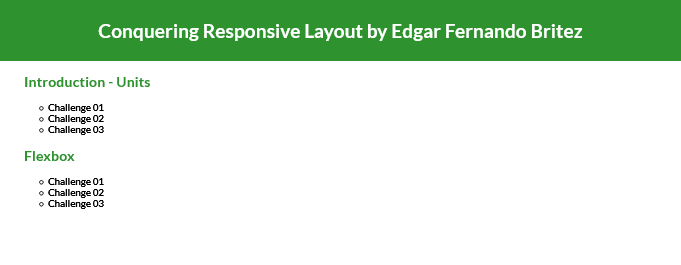 Conquering Responsive Layout by Edgar Fernando Britez
Introduction - Units
Challenge 01
Challenge 02
Challenge 03
Flexbox
Challenge 01
Challenge 02
Challenge 03